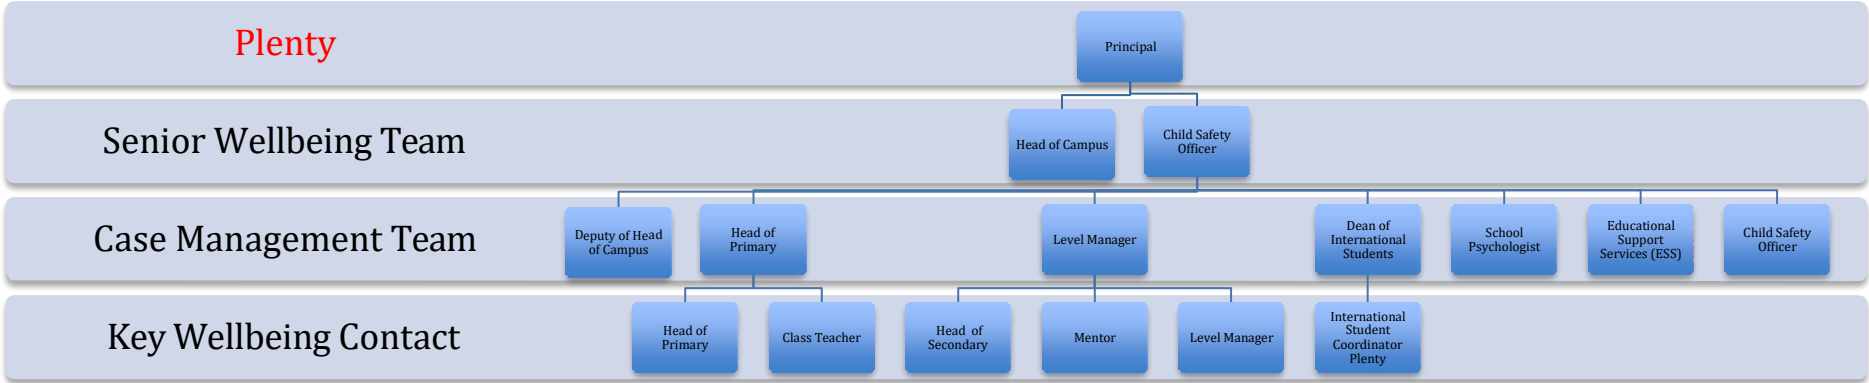 Plenty
Principal
Senior Wellbeing Team
Head of Campus
Child Safety
Officer
Case Management Team
Deputy of Head
of Campus
Head of
Primary
Level Manager
Dean of
International
Students
School
Psychologist
Educational
Support
Services (ESS)
Child Safety
Officer
Key Wellbeing Contact
Head of
Primary
Class Teacher
Head of
Secondary
Mentor
Level Manager
International
Student
Coordinator
Plenty